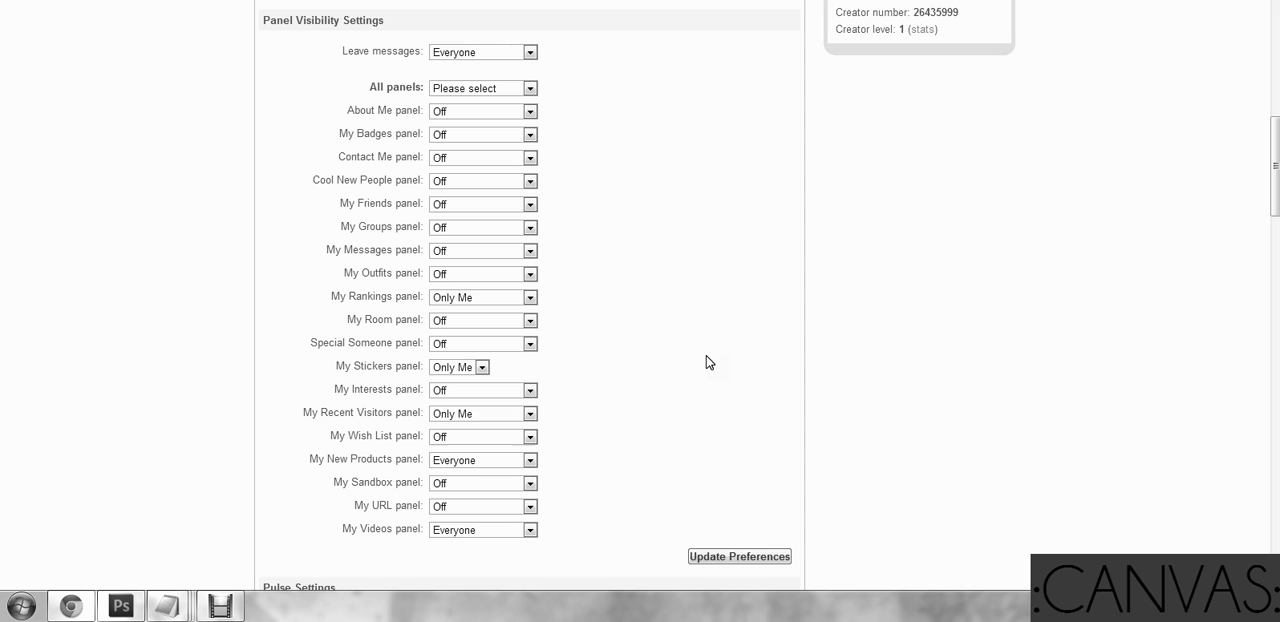 Creator number: 26435999
Creator level: 1 (stats)
Panel Visibility Settings
Leave messages: Everyone
All panels: Please select
About Me panel: Off
My Badges panel: Off
Contact Me panel: Off
Cool New People panel: Off
My Friends panel: Off
My Groups panel: Off
My Messages panel: Off
My Outfits panel: Off
My Rankings panel: Only Me
My Room panel: Off
Special Someone panel: Off
My Stickers panel: Only Me
My Interests panel: Off
My Recent Visitors panel: Only Me
My Wish List panel: Off
My New Products panel: Everyone
My Sandbox panel: Off
My URL panel: Off
My Videos panel: Everyone
Update Preferences
Pulse Settings
Ps
:CANVAS: